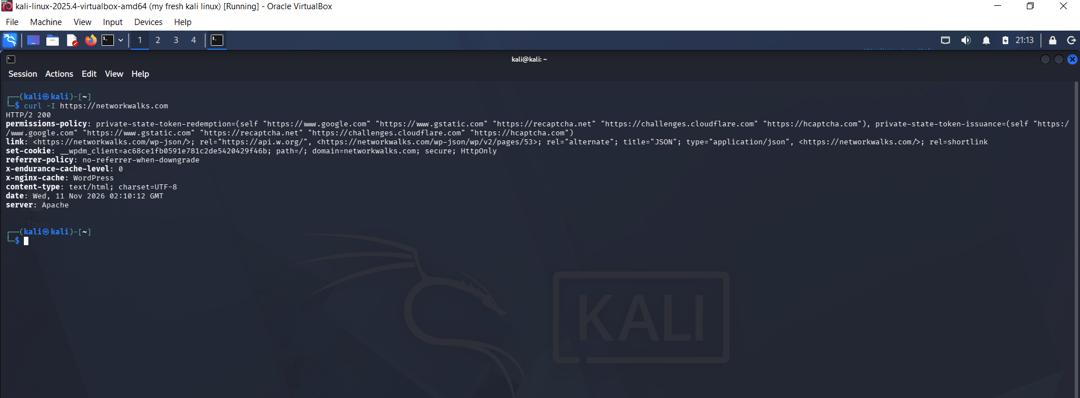 kali-linux-2025.4-virtualbox-amd64 (my fresh kali linux) [Running] - Oracle VirtualBox
File Machine View Input Devices Help
1 2 3 4 21:13
kali@kali: ~
Session Actions Edit View Help
┌──(kali㉿kali)-[~]
└─$ curl -I https://networkwalks.com
HTTP/2 200
permissions-policy: private-state-token-redemption=(self "https://www.google.com" "https://www.gstatic.com" "https://recaptcha.net" "https://challenges.cloudflare.com" "https://hcaptcha.com"), private-state-token-issuance=(self "https:/
/www.google.com" "https://www.gstatic.com" "https://recaptcha.net" "https://challenges.cloudflare.com" "https://hcaptcha.com")
link: <https://networkwalks.com/wp-json/>; rel="https://api.w.org/", <https://networkwalks.com/wp-json/wp/v2/pages/53>; rel="alternate"; title="JSON"; type="application/json", <https://networkwalks.com/>; rel=shortlink
set-cookie: __wpdm_client=ac68ce1fb0591e781c2de5420429f46b; path=/; domain=networkwalks.com; secure; HttpOnly
referrer-policy: no-referrer-when-downgrade
x-endurance-cache-level: 0
x-nginx-cache: WordPress
content-type: text/html; charset=UTF-8
date: Wed, 11 Nov 2026 02:10:12 GMT
server: Apache
┌──(kali㉿kali)-[~]
└─$
KALI